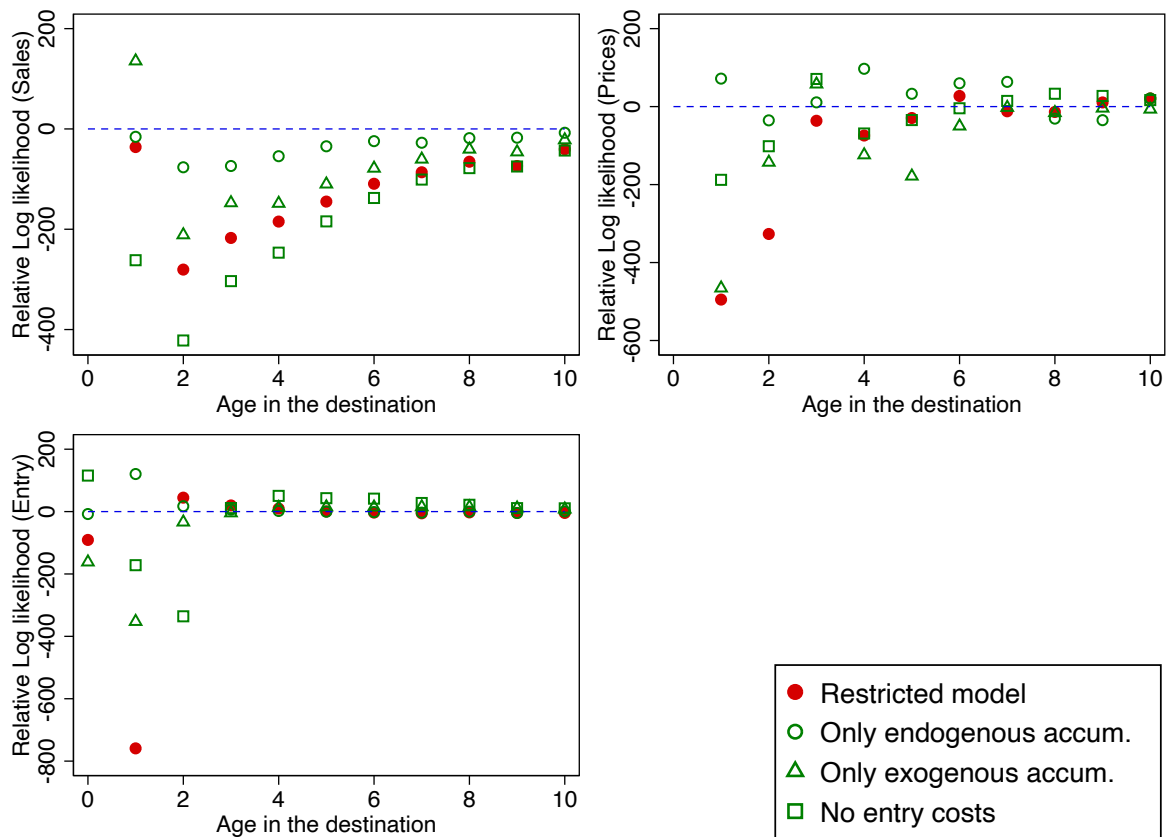 Relative Log likelihood (Sales)
200
0
-200
-400
0 2 4 6 8 10
Age in the destination
Relative Log likelihood (Prices)
200
0
-200
-400
-600
0 2 4 6 8 10
Age in the destination
Relative Log likelihood (Entry)
200
0
-200
-400
-600
-800
0 2 4 6 8 10
Age in the destination
Restricted model
Only endogenous accum.
Only exogenous accum.
No entry costs